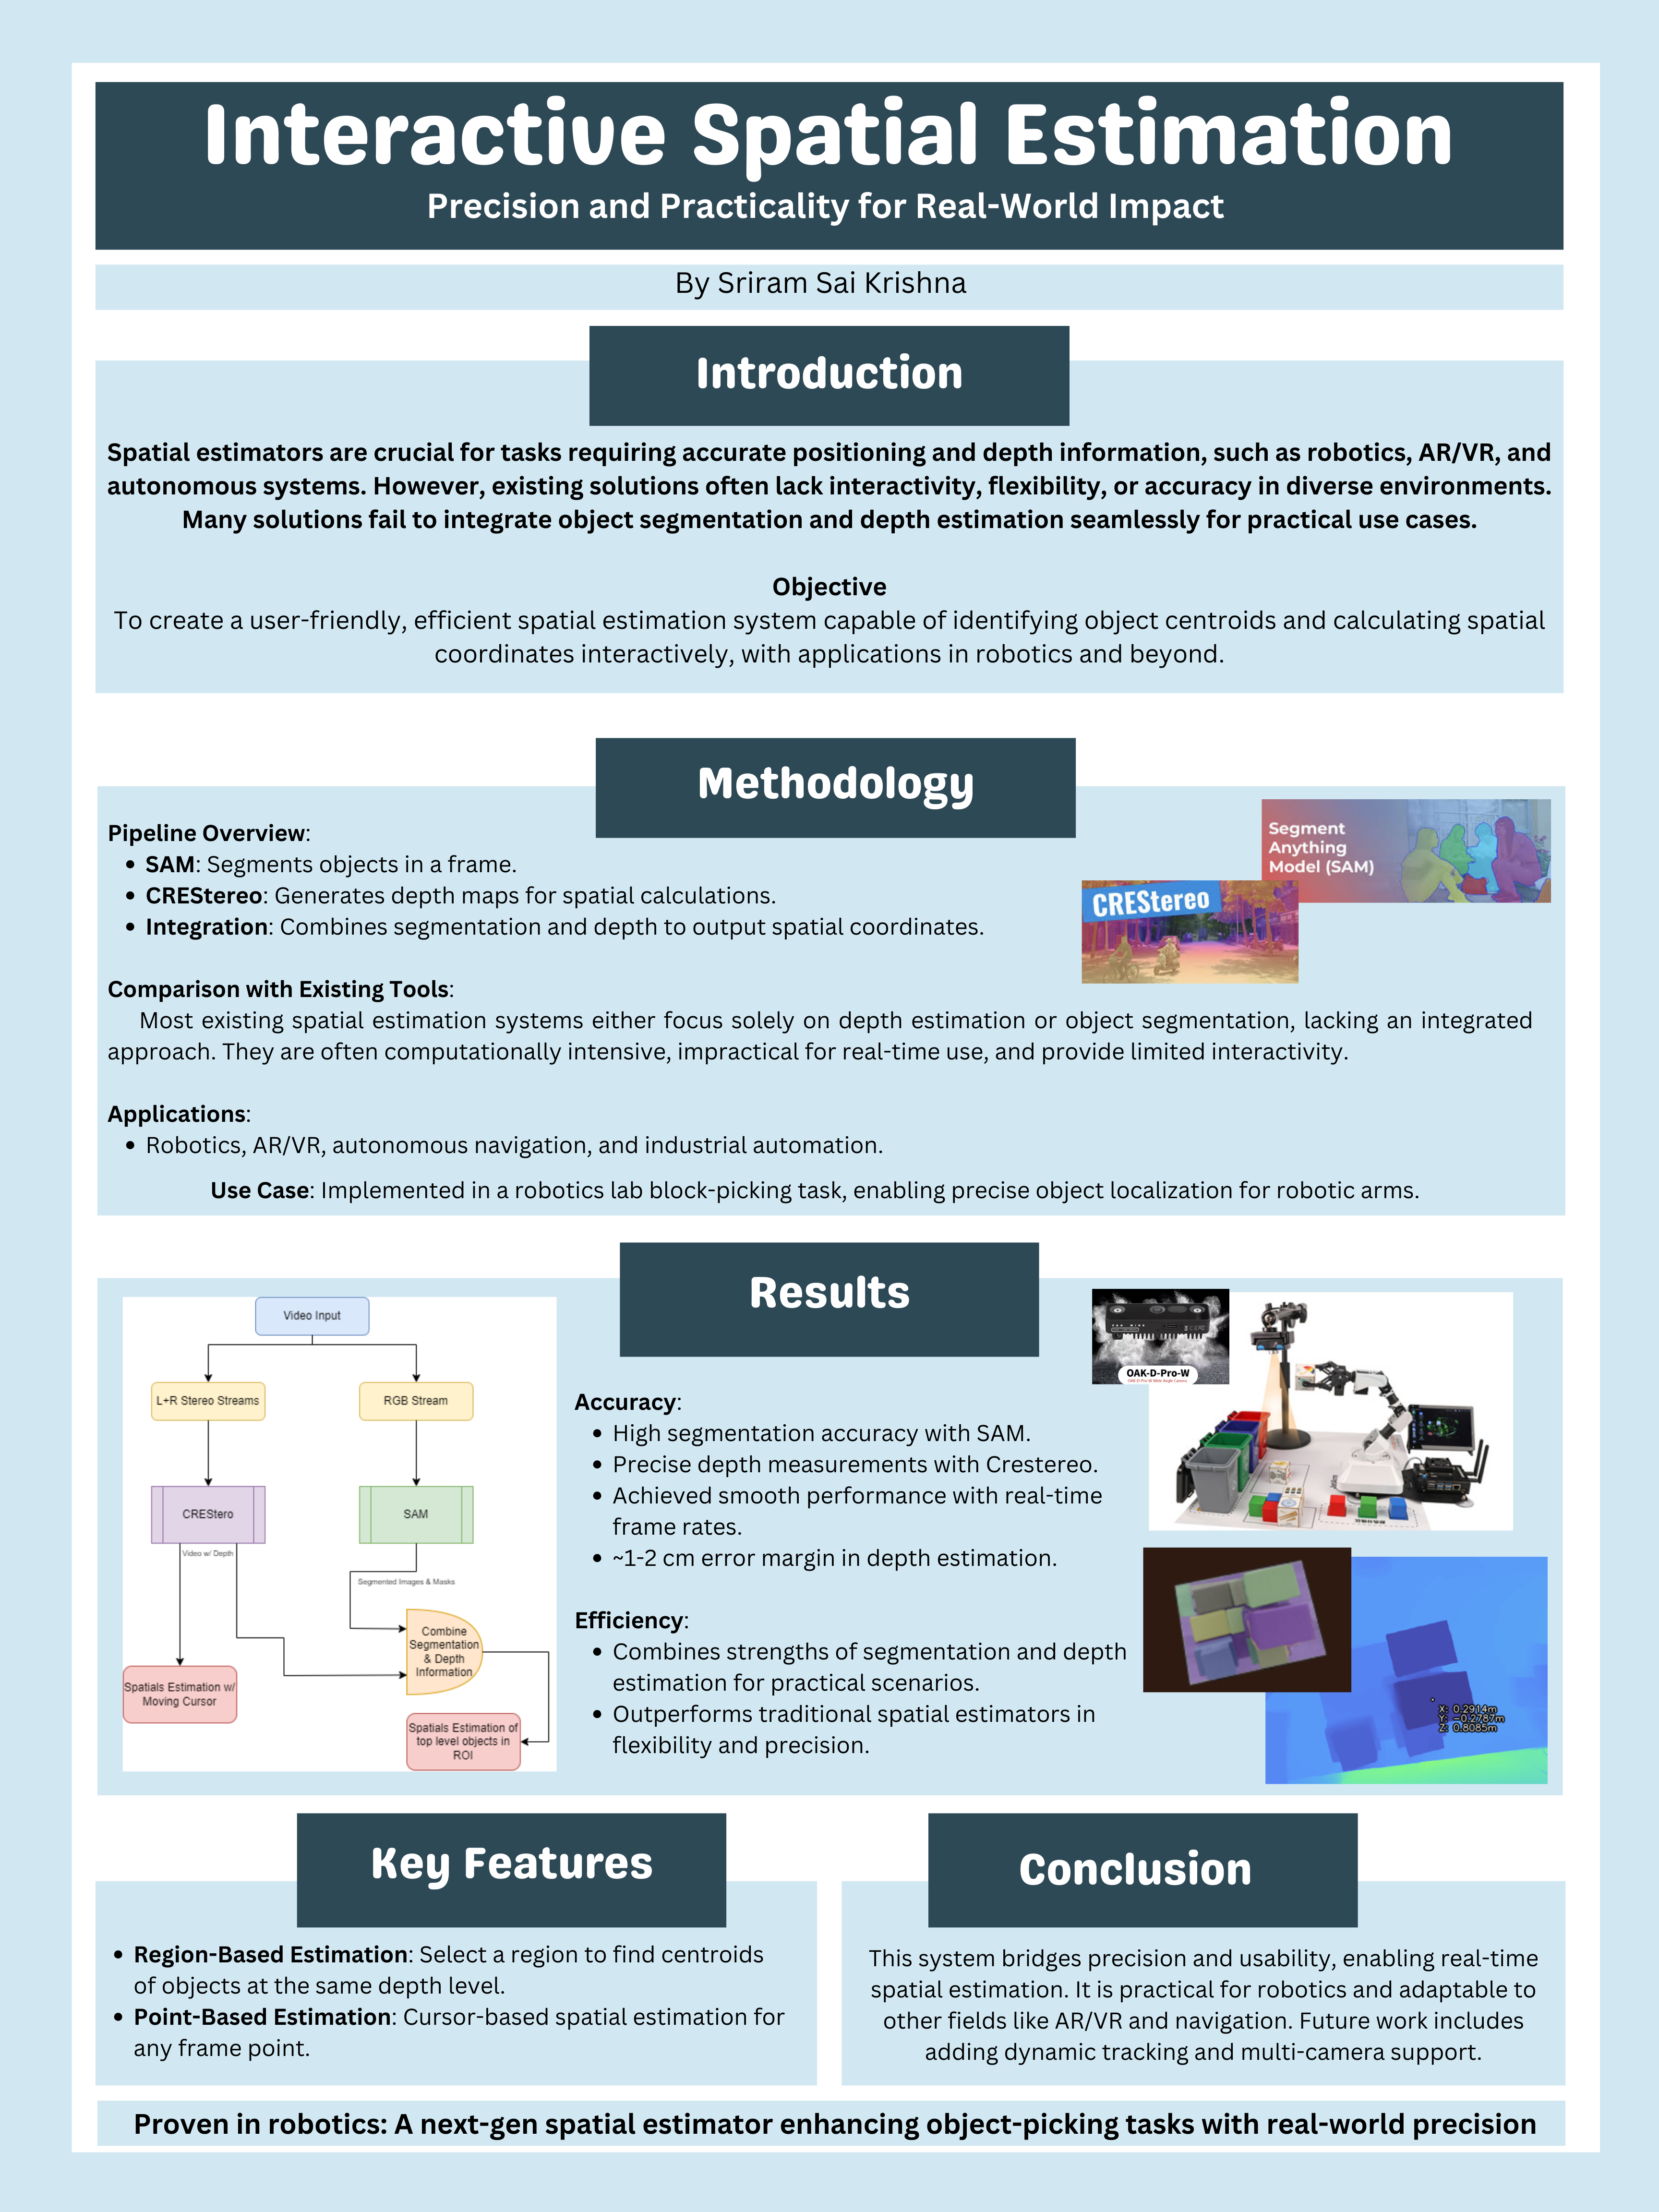 Interactive Spatial Estimation
Precision and Practicality for Real-World Impact
By Sriram Sai Krishna
Introduction
Spatial estimators are crucial for tasks requiring accurate positioning and depth information, such as robotics, AR/VR, and
autonomous systems. However, existing solutions often lack interactivity, flexibility, or accuracy in diverse environments.
Many solutions fail to integrate object segmentation and depth estimation seamlessly for practical use cases.
Objective
To create a user-friendly, efficient spatial estimation system capable of identifying object centroids and calculating spatial
coordinates interactively, with applications in robotics and beyond.
Methodology
Pipeline Overview:
• SAM: Segments objects in a frame.
• CREStereo: Generates depth maps for spatial calculations.
• Integration: Combines segmentation and depth to output spatial coordinates.
Segment
Anything
Model (SAM)
CREStereo
Comparison with Existing Tools:
Most existing spatial estimation systems either focus solely on depth estimation or object segmentation, lacking an integrated
approach. They are often computationally intensive, impractical for real-time use, and provide limited interactivity.
Applications:
• Robotics, AR/VR, autonomous navigation, and industrial automation.
Use Case: Implemented in a robotics lab block-picking task, enabling precise object localization for robotic arms.
Results
Video Input
L+R Stereo Streams
RGB Stream
CREStero
SAM
Video w/ Depth
Segmented Images & Masks
Combine
Segmentation
& Depth
Information
Spatials Estimation w/
Moving Cursor
Spatials Estimation of
top level objects in
ROI
Accuracy:
• High segmentation accuracy with SAM.
• Precise depth measurements with Crestereo.
• Achieved smooth performance with real-time
frame rates.
• ~1-2 cm error margin in depth estimation.
Efficiency:
• Combines strengths of segmentation and depth
estimation for practical scenarios.
• Outperforms traditional spatial estimators in
flexibility and precision.
OAK-D-Pro-W
X: 0.2914m
Y: -0.2787m
Z: 0.8085m
Key Features
• Region-Based Estimation: Select a region to find centroids
of objects at the same depth level.
• Point-Based Estimation: Cursor-based spatial estimation for
any frame point.
Conclusion
This system bridges precision and usability, enabling real-time
spatial estimation. It is practical for robotics and adaptable to
other fields like AR/VR and navigation. Future work includes
adding dynamic tracking and multi-camera support.
Proven in robotics: A next-gen spatial estimator enhancing object-picking tasks with real-world precision